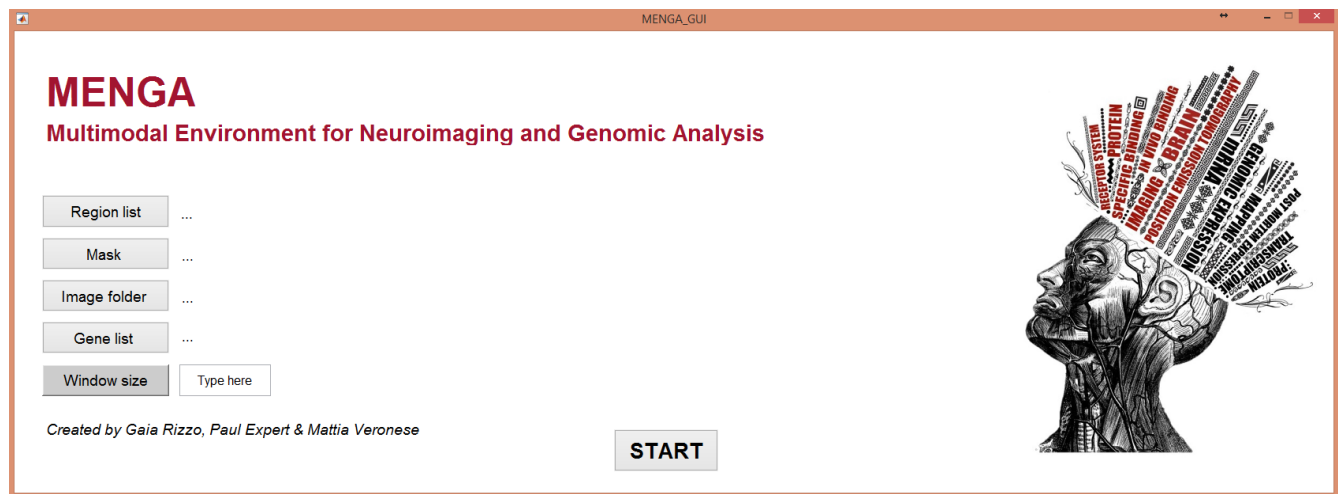 MENGA_GUI
MENGA
Multimodal Environment for Neuroimaging and Genomic Analysis
Region list ...
Mask ...
Image folder ...
Gene list ...
Window size Type here
Created by Gaia Rizzo, Paul Expert & Mattia Veronese
START
RECEPTOR SYSTEM
PROTEIN
SPECIFIC BINDING
IN VIVO BINDING
IMAGING BRAIN
POSITRON EMISSION TOMOGRAPHY
MRNA
GENOMIC EXPRESSION
MAPPING
POST MORTEN EXPRESSION
TRANSCRIPTOME
PROTEIN